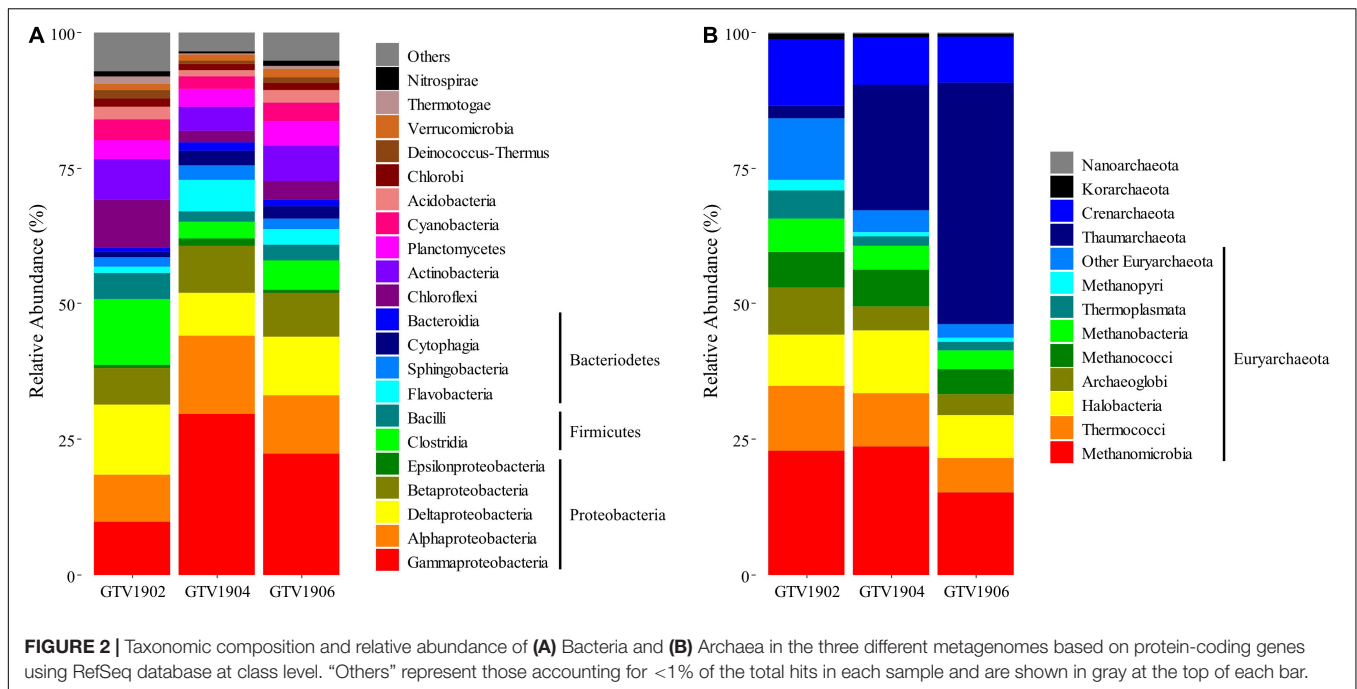 A
100
75
50
25
0
Relative Abundance (%)
GTV1902
GTV1904
GTV1906
Others
Nitrospirae
Thermotogae
Verrucomicrobia
Deinococcus-Thermus
Chlorobi
Acidobacteria
Cyanobacteria
Planctomycetes
Actinobacteria
Chloroflexi
Bacteroidia
Cytophagia
Sphingobacteria
Flavobacteria
Bacilli
Clostridia
Epsilonproteobacteria
Betaproteobacteria
Deltaproteobacteria
Alphaproteobacteria
Gammaproteobacteria
Bacteriodetes
Firmicutes
Proteobacteria
B
100
75
50
25
0
Relative Abundance (%)
GTV1902
GTV1904
GTV1906
Nanoarchaeota
Korarchaeota
Crenarchaeota
Thaumarchaeota
Other Euryarchaeota
Methanopyri
Thermoplasmata
Methanobacteria
Methanococci
Archaeoglobi
Halobacteria
Thermococci
Methanomicrobia
Euryarchaeota
FIGURE 2 | Taxonomic composition and relative abundance of (A) Bacteria and (B) Archaea in the three different metagenomes based on protein-coding genes
using RefSeq database at class level. “Others” represent those accounting for <1% of the total hits in each sample and are shown in gray at the top of each bar.